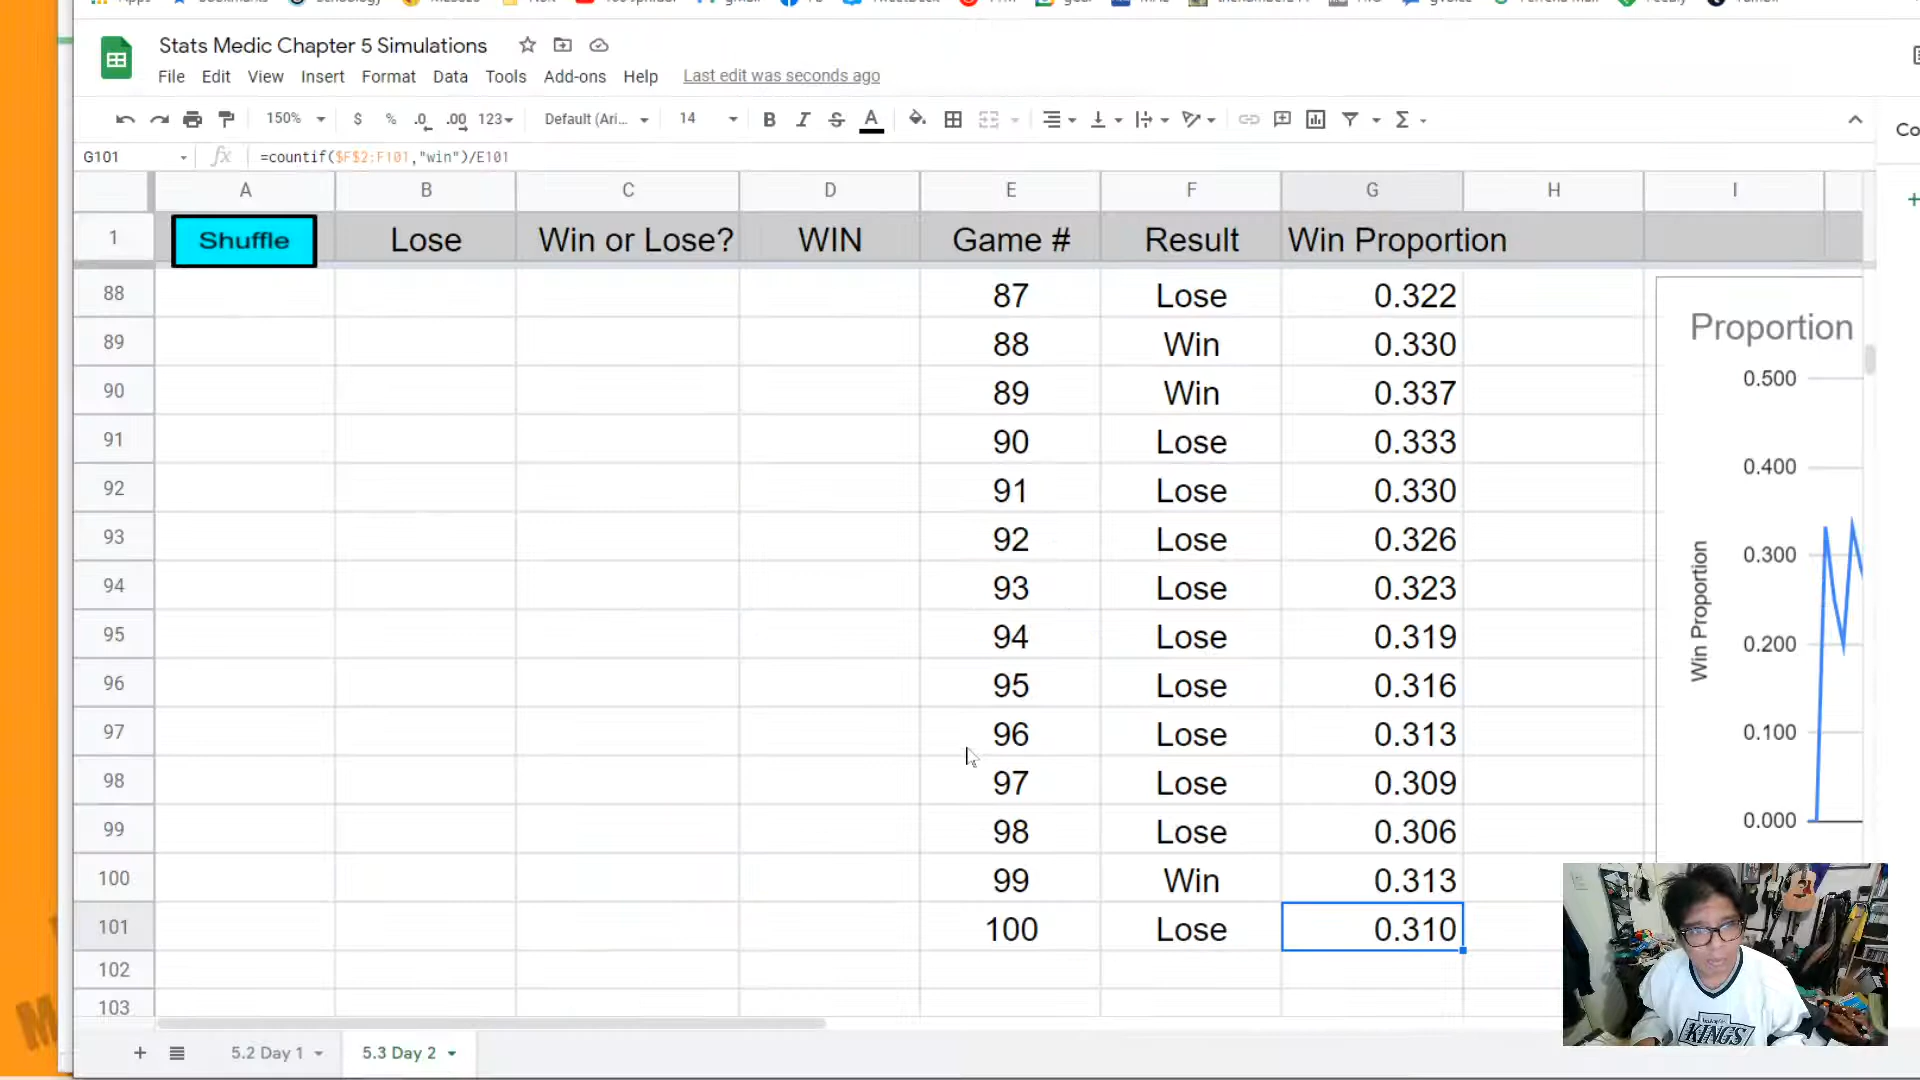 Stats Medic Chapter 5 Simulations
File Edit View Insert Format Data Tools Add-ons Help Last edit was seconds ago
150% $ % .0 .00 123 Default (Ari... 14 B I S A Σ
G101 fx =countif($F$2:F101,"win")/E101
A B C D E F G H I
1 Shuffle Lose Win or Lose? WIN Game # Result Win Proportion
88 87 Lose 0.322
89 88 Win 0.330
90 89 Win 0.337
91 90 Lose 0.333
92 91 Lose 0.330
93 92 Lose 0.326
94 93 Lose 0.323
95 94 Lose 0.319
96 95 Lose 0.316
97 96 Lose 0.313
98 97 Lose 0.309
99 98 Lose 0.306
100 99 Win 0.313
101 100 Lose 0.310
102
103
Proportion
0.500
0.400
0.300
0.200
0.100
0.000
Win Proportion
KINGS
+ 5.2 Day 1 5.3 Day 2